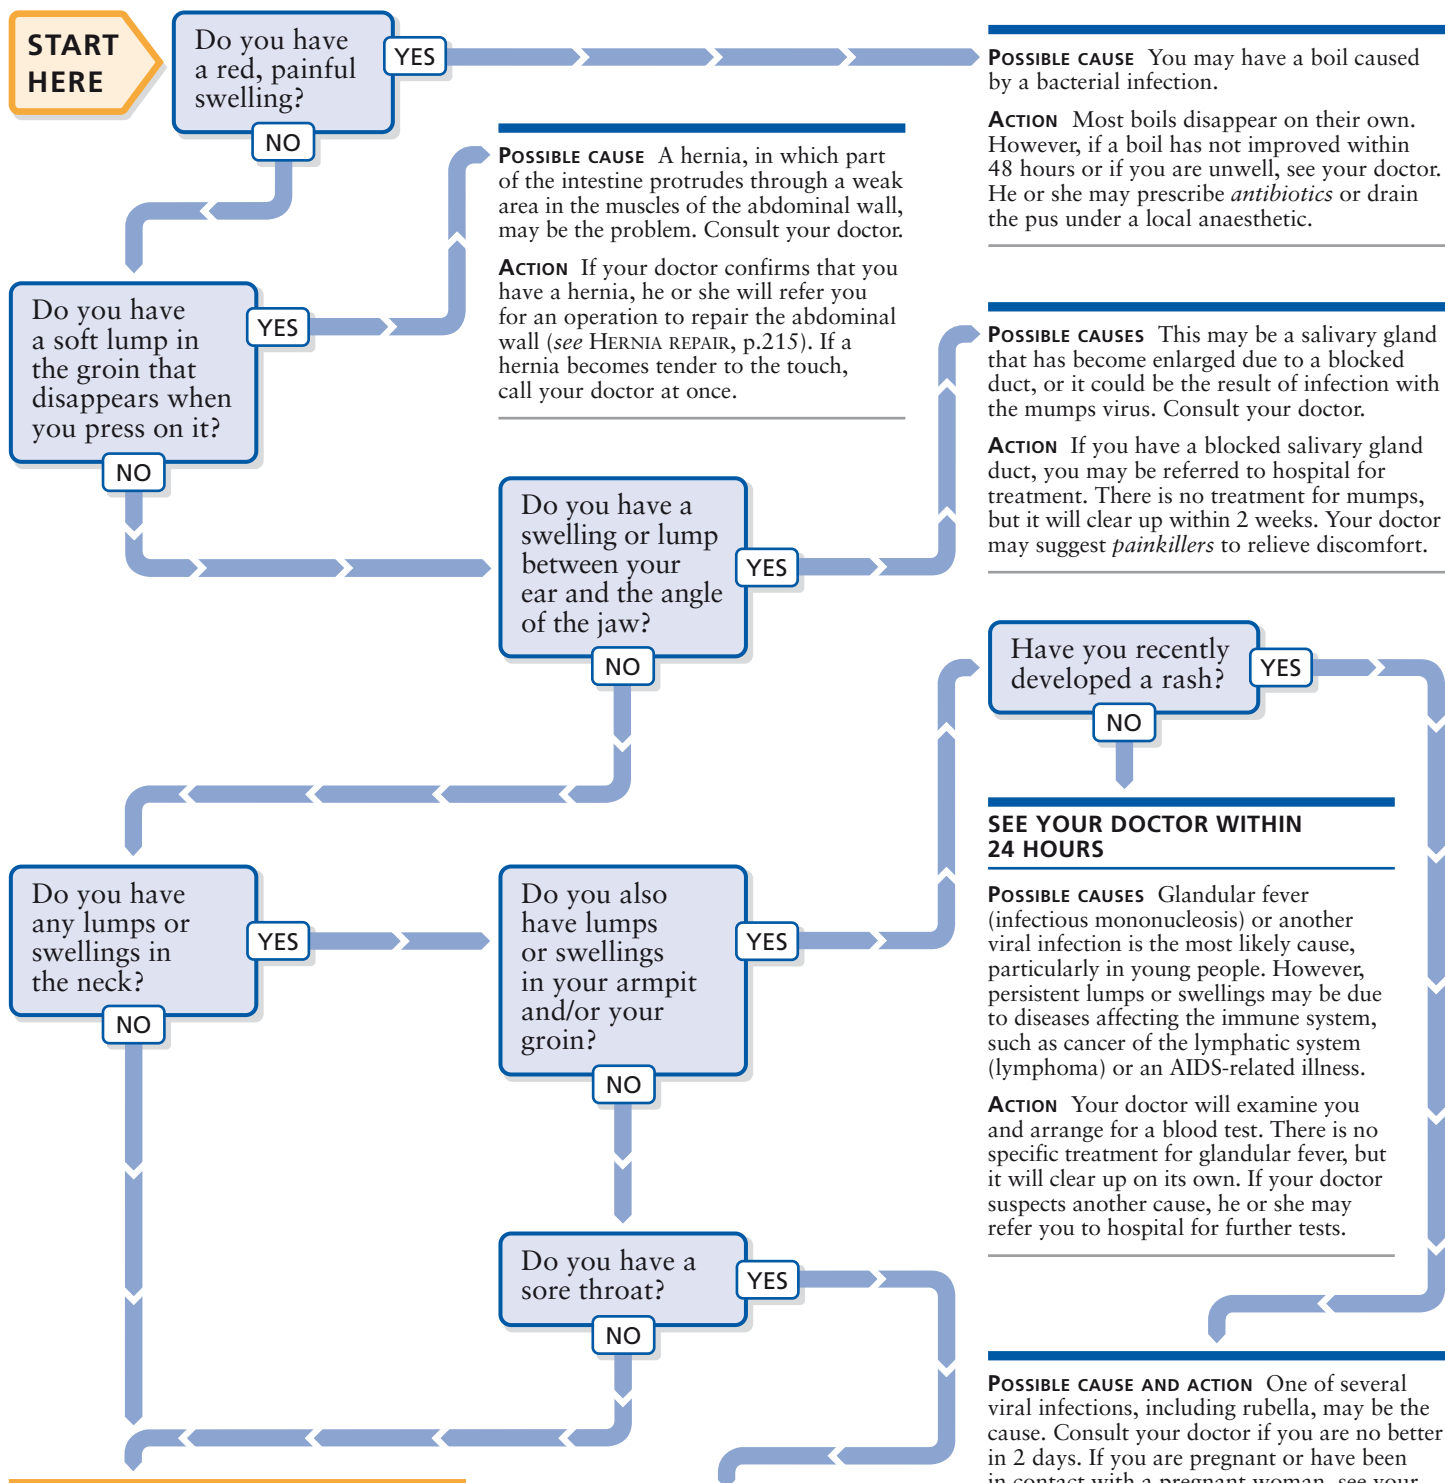 START
HERE
Do you have
a red, painful
swelling?
YES
NO
POSSIBLE CAUSE You may have a boil caused
by a bacterial infection.
ACTION Most boils disappear on their own.
However, if a boil has not improved within
48 hours or if you are unwell, see your doctor.
He or she may prescribe antibiotics or drain
the pus under a local anaesthetic.
Do you have
a soft lump in
the groin that
disappears when
you press on it?
YES
NO
POSSIBLE CAUSE A hernia, in which part
of the intestine protrudes through a weak
area in the muscles of the abdominal wall,
may be the problem. Consult your doctor.
ACTION If your doctor confirms that you
have a hernia, he or she will refer you
for an operation to repair the abdominal
wall (see HERNIA REPAIR, p.215). If a
hernia becomes tender to the touch,
call your doctor at once.
Do you have a
swelling or lump
between your
ear and the angle
of the jaw?
YES
NO
POSSIBLE CAUSES This may be a salivary gland
that has become enlarged due to a blocked
duct, or it could be the result of infection with
the mumps virus. Consult your doctor.
ACTION If you have a blocked salivary gland
duct, you may be referred to hospital for
treatment. There is no treatment for mumps,
but it will clear up within 2 weeks. Your doctor
may suggest painkillers to relieve discomfort.
Do you have
any lumps or
swellings in
the neck?
YES
NO
Do you also
have lumps
or swellings
in your armpit
and/or your
groin?
YES
NO
Have you recently
developed a rash?
YES
NO
SEE YOUR DOCTOR WITHIN
24 HOURS
POSSIBLE CAUSES Glandular fever
(infectious mononucleosis) or another
viral infection is the most likely cause,
particularly in young people. However,
persistent lumps or swellings may be due
to diseases affecting the immune system,
such as cancer of the lymphatic system
(lymphoma) or an AIDS-related illness.
ACTION Your doctor will examine you
and arrange for a blood test. There is no
specific treatment for glandular fever, but
it will clear up on its own. If your doctor
suspects another cause, he or she may
refer you to hospital for further tests.
Do you have a
sore throat?
YES
NO
POSSIBLE CAUSE AND ACTION One of several
viral infections, including rubella, may be the
cause. Consult your doctor if you are no better
in 2 days. If you are pregnant or have been
in contact with a pregnant woman, see your